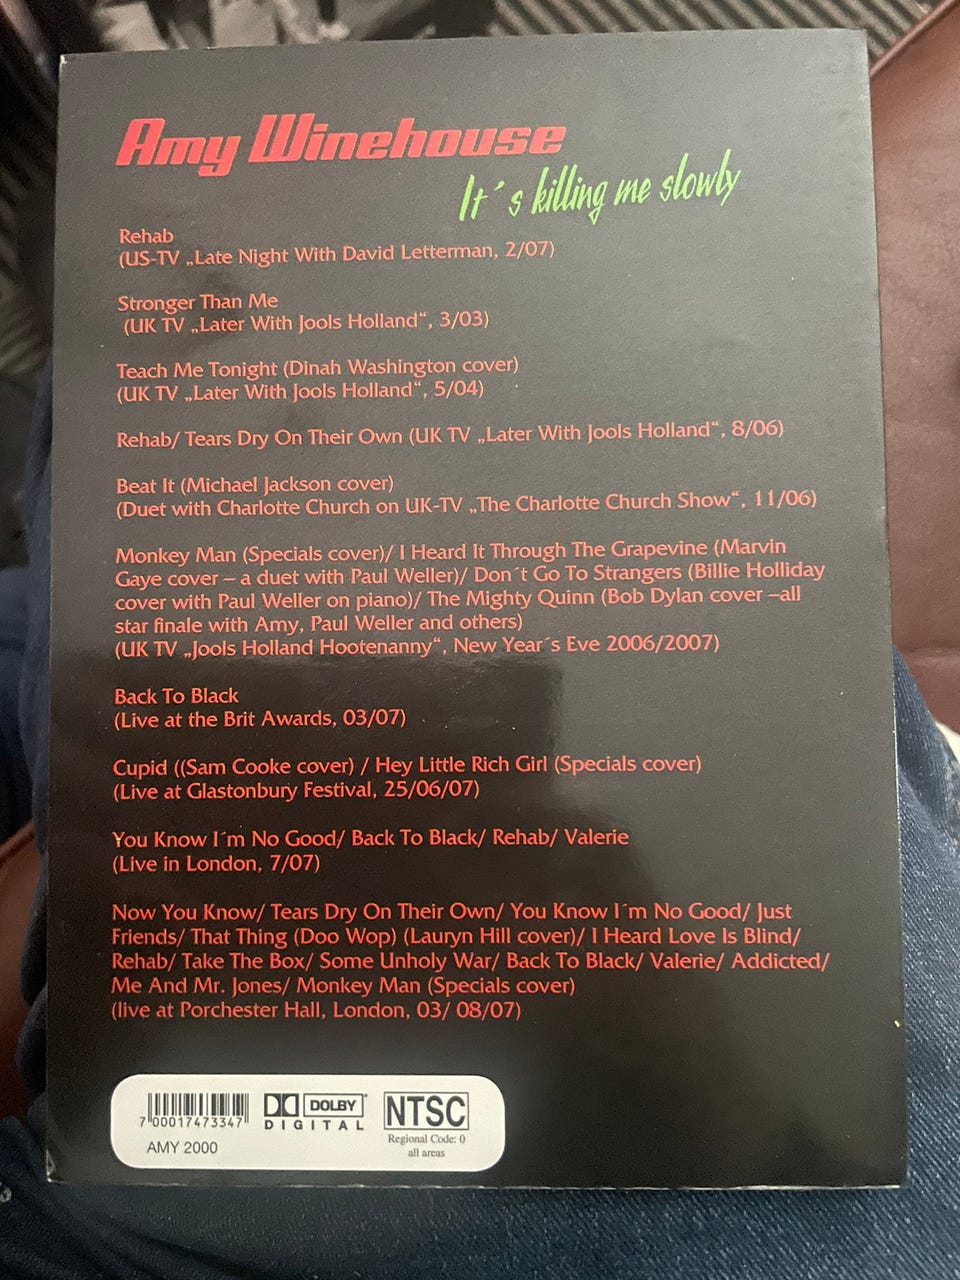 Amy Winehouse
It´s killing me slowly
Rehab
(US-TV „Late Night With David Letterman, 2/07)
Stronger Than Me
(UK TV „Later With Jools Holland“, 3/03)
Teach Me Tonight (Dinah Washington cover)
(UK TV „Later With Jools Holland“, 5/04)
Rehab/ Tears Dry On Their Own (UK TV „Later With Jools Holland“, 8/06)
Beat It (Michael Jackson cover)
(Duet with Charlotte Church on UK-TV „The Charlotte Church Show“, 11/06)
Monkey Man (Specials cover)/ I Heard It Through The Grapevine (Marvin
Gaye cover – a duet with Paul Weller)/ Don´t Go To Strangers (Billie Holliday
cover with Paul Weller on piano)/ The Mighty Quinn (Bob Dylan cover –all
star finale with Amy, Paul Weller and others)
(UK TV „Jools Holland Hootenanny“, New Year´s Eve 2006/2007)
Back To Black
(Live at the Brit Awards, 03/07)
Cupid ((Sam Cooke cover) / Hey Little Rich Girl (Specials cover)
(Live at Glastonbury Festival, 25/06/07)
You Know I´m No Good/ Back To Black/ Rehab/ Valerie
(Live in London, 7/07)
Now You Know/ Tears Dry On Their Own/ You Know I´m No Good/ Just
Friends/ That Thing (Doo Wop) (Lauryn Hill cover)/ I Heard Love Is Blind/
Rehab/ Take The Box/ Some Unholy War/ Back To Black/ Valerie/ Addicted/
Me And Mr. Jones/ Monkey Man (Specials cover)
(live at Porchester Hall, London, 03/ 08/07)
7 00017473347
AMY 2000
DOLBY
DIGITAL
NTSC
Regional Code: 0
all areas